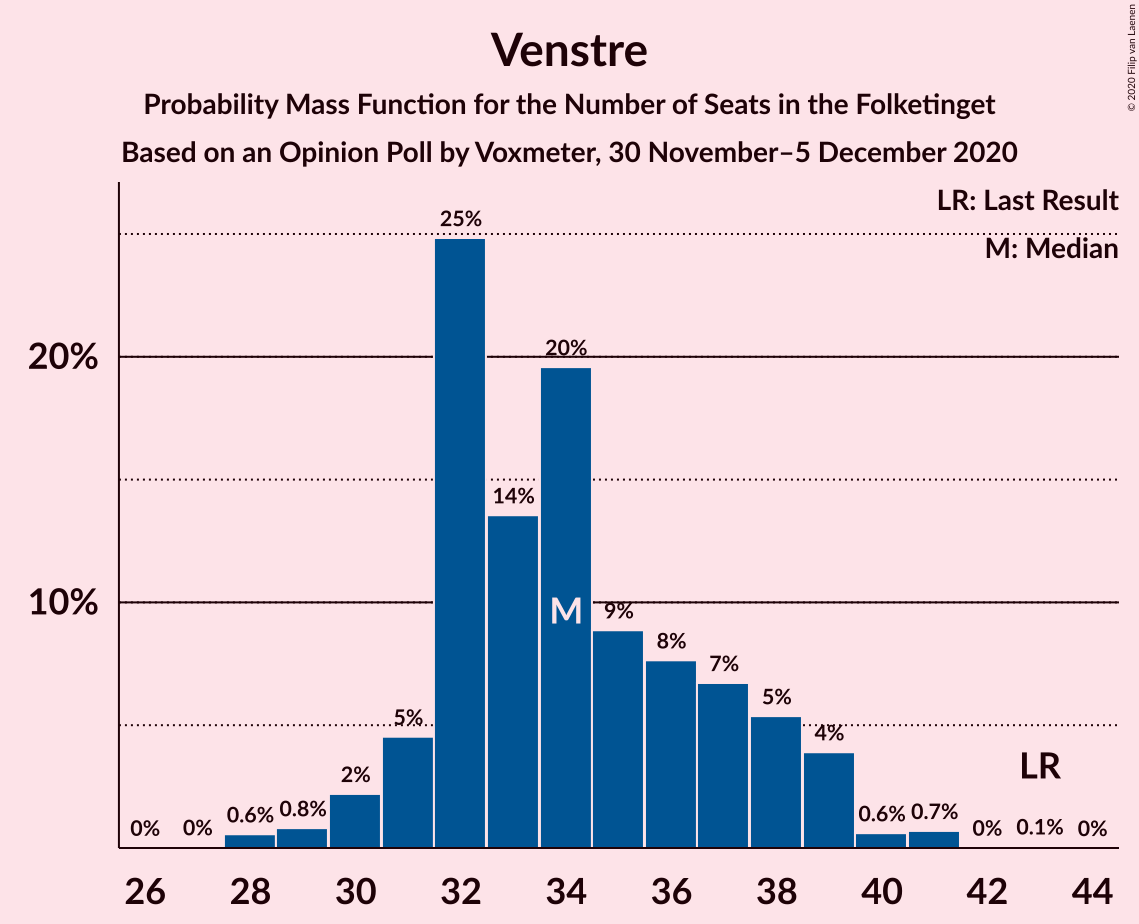 Venstre
Probability Mass Function for the Number of Seats in the Folketinget
Based on an Opinion Poll by Voxmeter, 30 November–5 December 2020
© 2020 Filip van Laenen
LR: Last Result
M: Median
20%
10%
0%
0%
0.6%
0.8%
2%
5%
25%
14%
20%
9%
8%
7%
5%
4%
0.6%
0.7%
0%
0.1%
0%
M
LR
26 28 30 32 34 36 38 40 42 44